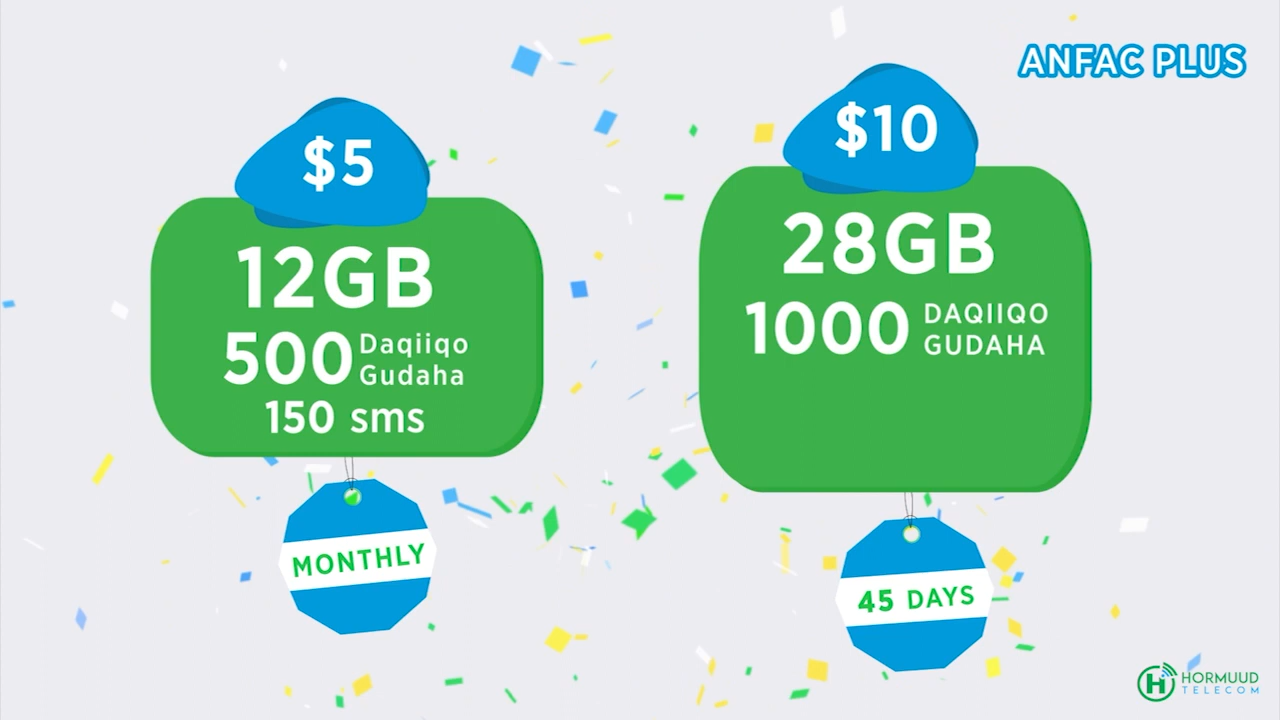 ANFAC PLUS
$5
12GB
500 Daqiiqo
Gudaha
150 sms
MONTHLY
$10
28GB
1000 DAQIIQO
GUDAHA
45 DAYS
HORMUUD
TELECOM